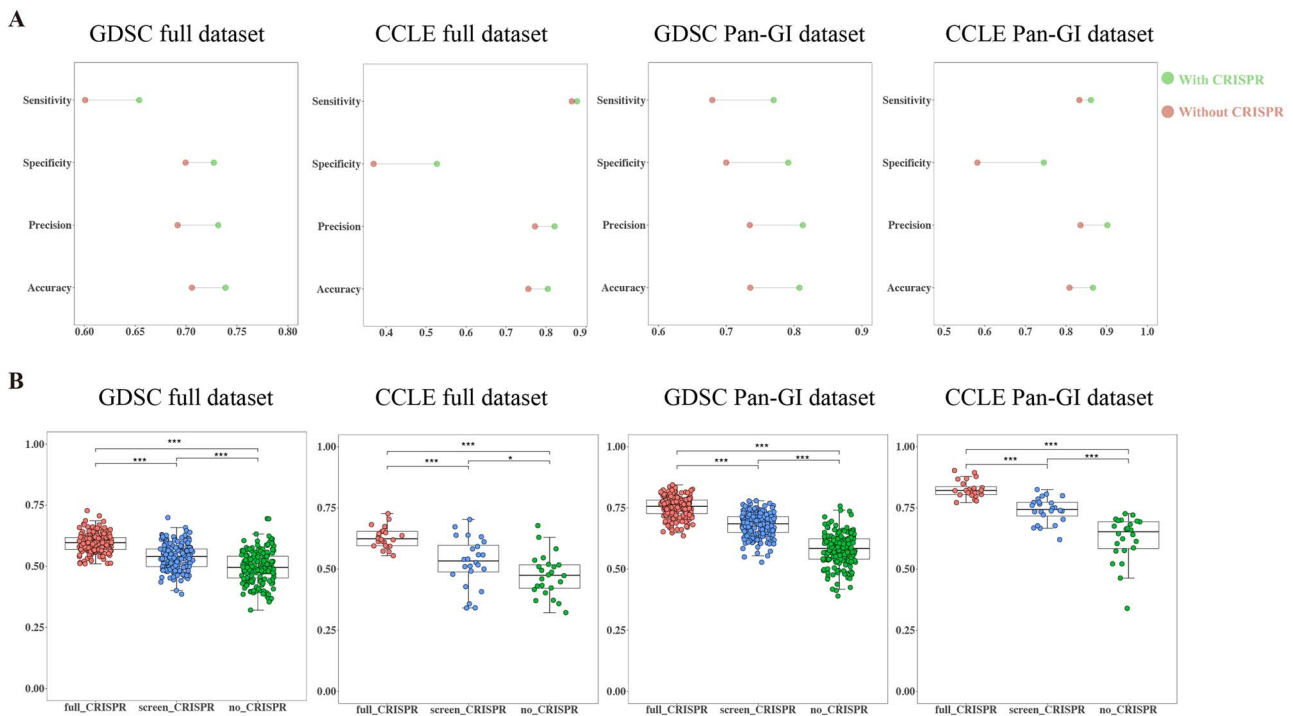 A
GDSC full dataset
CCLE full dataset
GDSC Pan-GI dataset
CCLE Pan-GI dataset
Sensitivity
Specificity
Precision
Accuracy
0.60 0.70 0.75 0.80
Sensitivity
Specificity
Precision
Accuracy
0.4 0.5 0.6 0.7 0.8 0.9
Sensitivity
Specificity
Precision
Accuracy
0.6 0.7 0.8 0.9
Sensitivity
Specificity
Precision
Accuracy
0.5 0.6 0.8 0.9 1.0
With CRISPR
Without CRISPR
B
GDSC full dataset
CCLE full dataset
GDSC Pan-GI dataset
CCLE Pan-GI dataset
1.00
0.75
0.50
0.25
0.00
***
*** ***
full_CRISPR screen_CRISPR no_CRISPR
1.00
0.75
0.50
0.25
0.00
***
*** *
full_CRISPR screen_CRISPR no_CRISPR
1.00
0.75
0.50
0.25
0.00
***
*** ***
full_CRISPR screen_CRISPR no_CRISPR
1.00
0.75
0.50
0.25
0.00
***
*** ***
full_CRISPR screen_CRISPR no_CRISPR